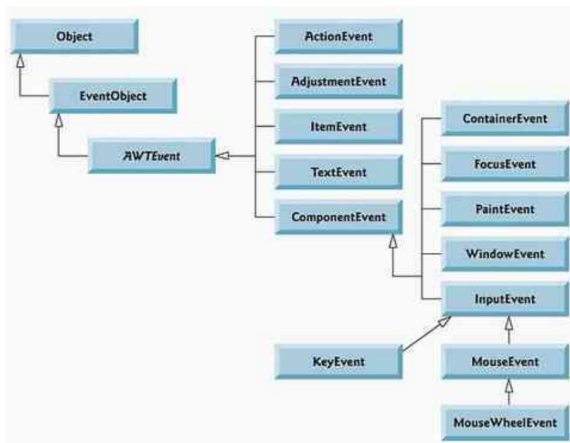 Object
EventObject
AWTEvent
ActionEvent
AdjustmentEvent
ItemEvent
TextEvent
ComponentEvent
ContainerEvent
FocusEvent
PaintEvent
WindowEvent
InputEvent
KeyEvent
MouseEvent
MouseWheelEvent